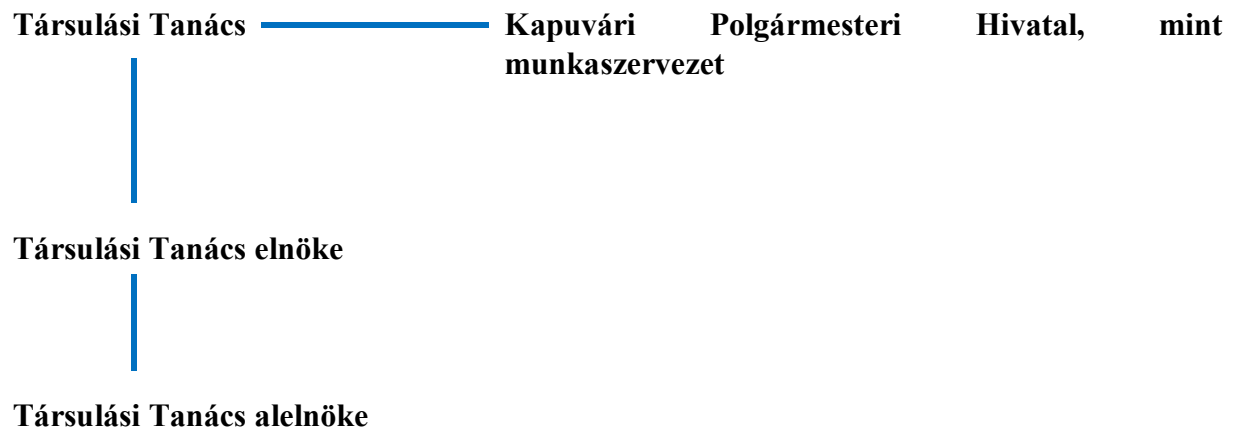 Társulási Tanács
Kapuvári Polgármesteri Hivatal, mint
munkaszervezet
Társulási Tanács elnöke
Társulási Tanács alelnöke